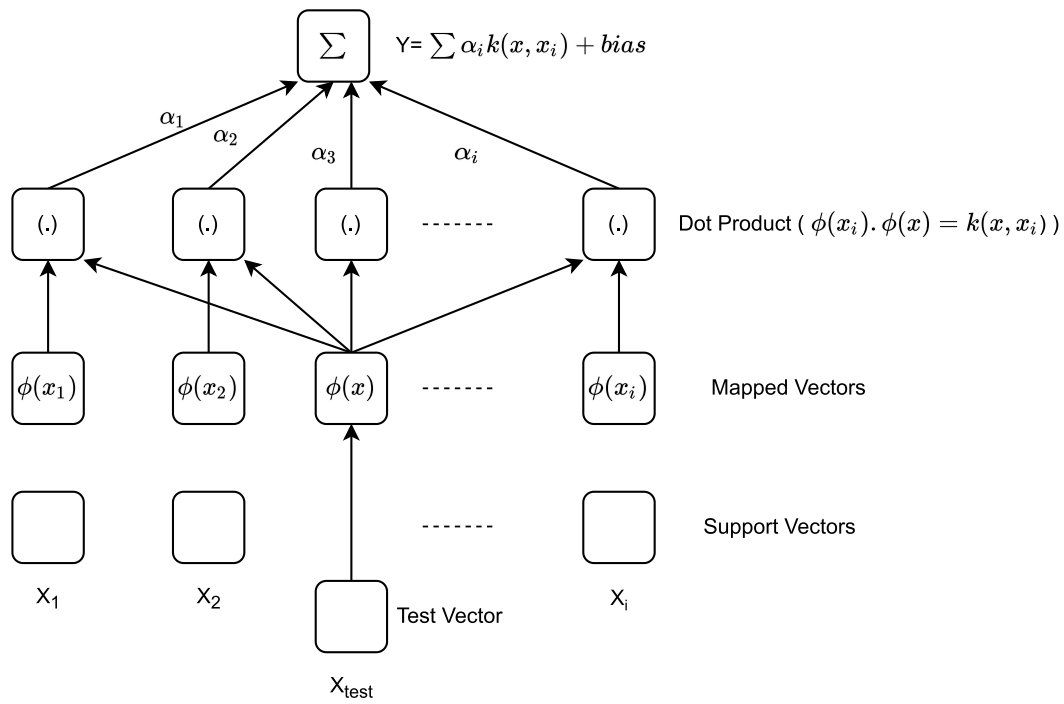 ∑ Y= ∑ αᵢk(x, xᵢ) + bias
α₁ α₂ α₃ αᵢ
(.) (.) (.) (.) Dot Product ( ϕ(xᵢ). ϕ(x) = k(x, xᵢ) )
ϕ(x₁) ϕ(x₂) ϕ(x) ϕ(xᵢ) Mapped Vectors
Support Vectors
X₁ X₂ Xᵢ
Test Vector
X_test